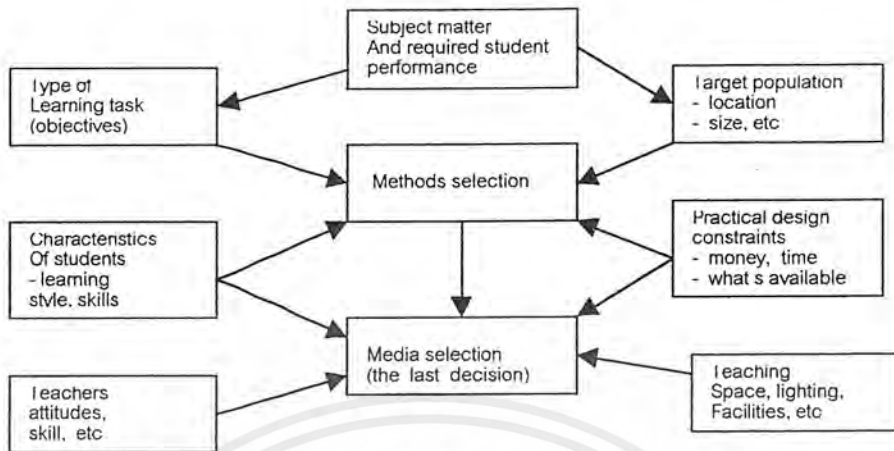 Subject matter
And required student
performance
Type of
Learning task
(objectives)
Target population
- location
- size, etc
Methods selection
Characteristics
Of students
- learning
style, skills
Practical design
constraints
- money, time
- what s available
Media selection
(the last decision)
Teachers
attitudes,
skill, etc
Teaching
Space, lighting,
Facilities, etc